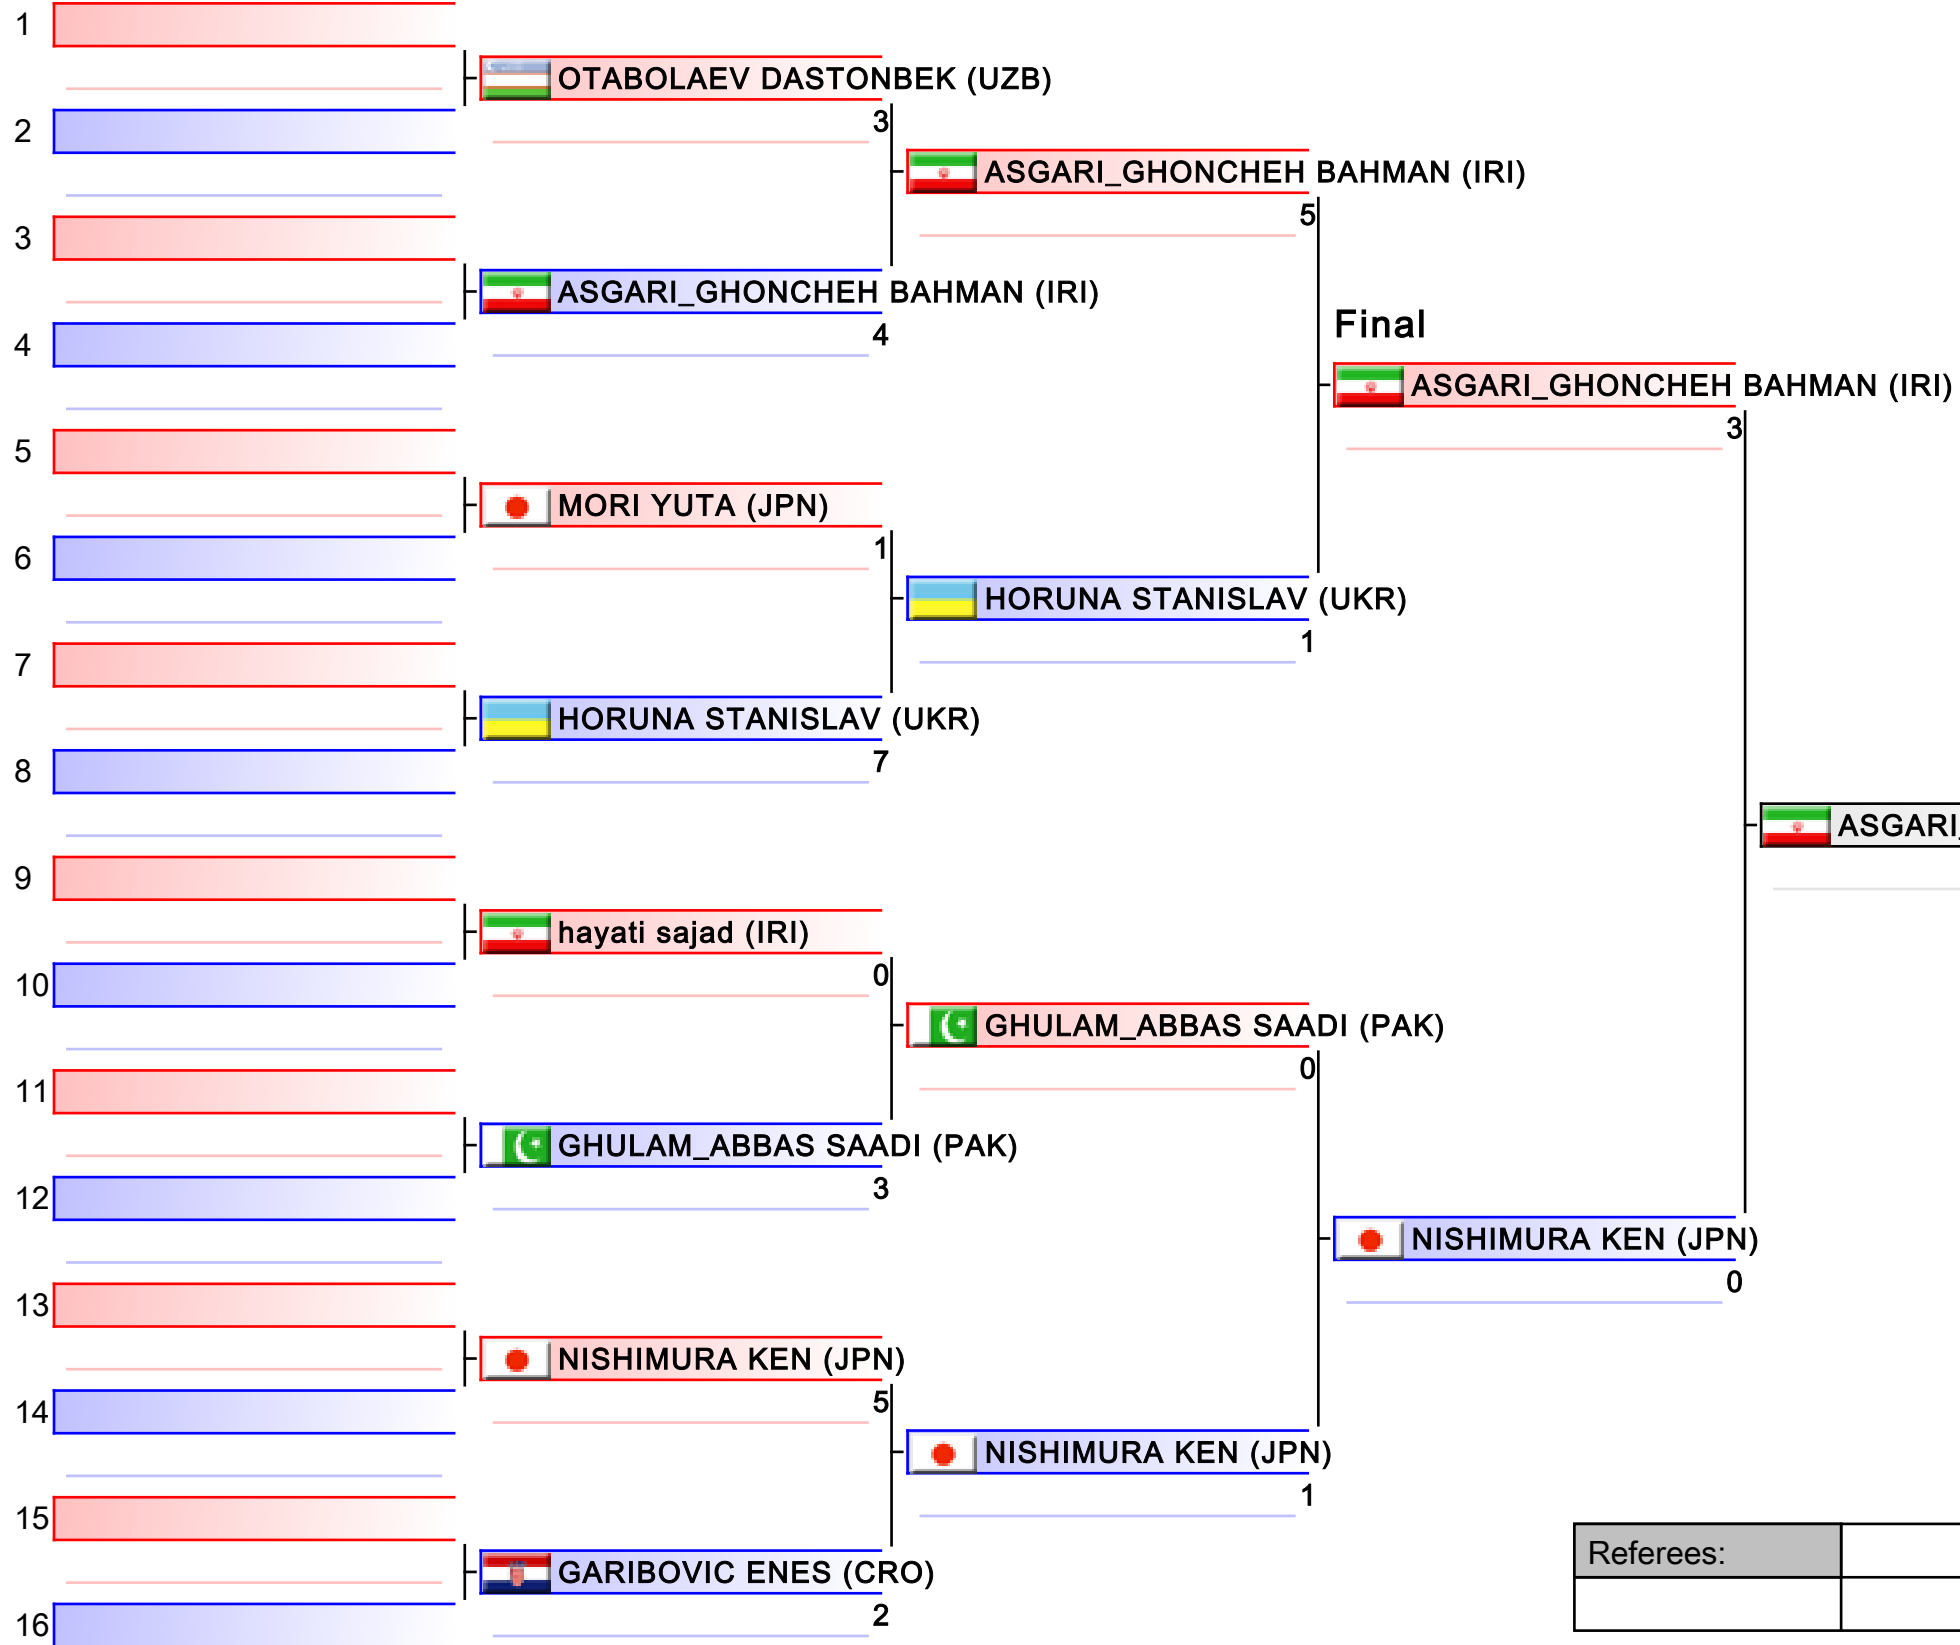 1
OTABOLAEV DASTONBEK (UZB)
3
2
ASGARI_GHONCHEH BAHMAN (IRI)
5
3
ASGARI_GHONCHEH BAHMAN (IRI)
4
4
Final
ASGARI_GHONCHEH BAHMAN (IRI)
3
5
MORI YUTA (JPN)
1
6
HORUNA STANISLAV (UKR)
1
7
HORUNA STANISLAV (UKR)
7
8
ASGARI_
9
hayati sajad (IRI)
0
10
GHULAM_ABBAS SAADI (PAK)
0
11
GHULAM_ABBAS SAADI (PAK)
3
12
NISHIMURA KEN (JPN)
0
13
NISHIMURA KEN (JPN)
5
14
NISHIMURA KEN (JPN)
1
15
Referees:
GARIBOVIC ENES (CRO)
2
16